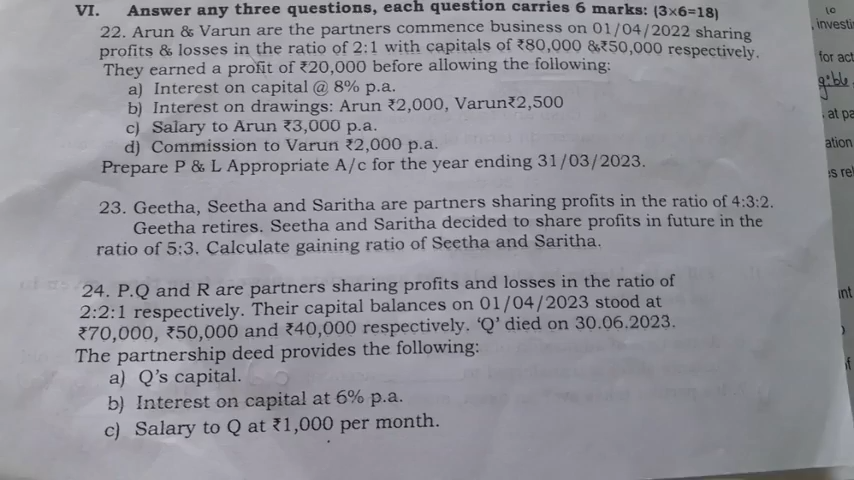 VI. Answer any three questions, each question carries 6 marks: (3×6=18)
22. Arun & Varun are the partners commence business on 01/04/2022 sharing
profits & losses in the ratio of 2:1 with capitals of ₹80,000 &₹50,000 respectively.
They earned a profit of ₹20,000 before allowing the following:
a) Interest on capital @ 8% p.a.
b) Interest on drawings: Arun ₹2,000, Varun₹2,500
c) Salary to Arun ₹3,000 p.a.
d) Commission to Varun ₹2,000 p.a.
Prepare P & L Appropriate A/c for the year ending 31/03/2023.
23. Geetha, Seetha and Saritha are partners sharing profits in the ratio of 4:3:2.
Geetha retires. Seetha and Saritha decided to share profits in future in the
ratio of 5:3. Calculate gaining ratio of Seetha and Saritha.
24. P.Q and R are partners sharing profits and losses in the ratio of
2:2:1 respectively. Their capital balances on 01/04/2023 stood at
₹70,000, ₹50,000 and ₹40,000 respectively. ‘Q’ died on 30.06.2023.
The partnership deed provides the following:
a) Q’s capital.
b) Interest on capital at 6% p.a.
c) Salary to Q at ₹1,000 per month.
for act